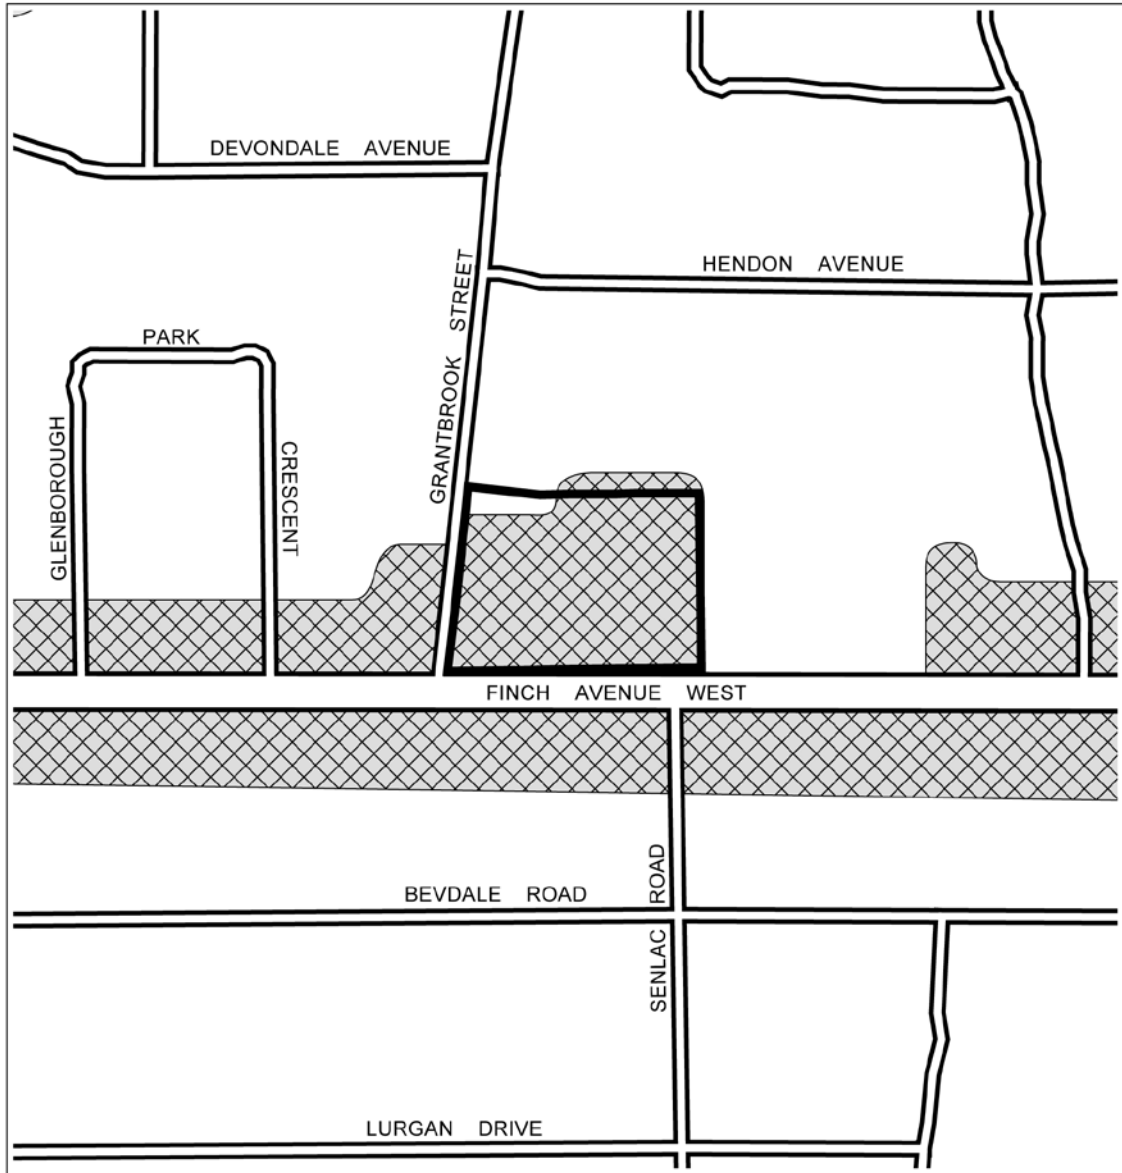 DEVONDALE AVENUE
HENDON AVENUE
GRANTBROOK STREET
PARK
GLENBOROUGH
CRESCENT
FINCH AVENUE WEST
BEVDALE ROAD
SENLAC ROAD
LURGAN DRIVE